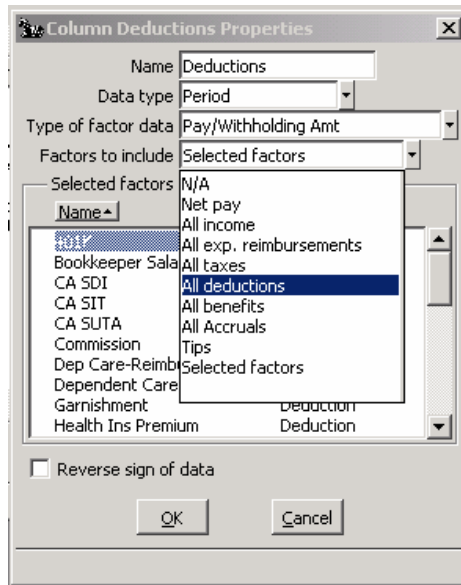 Column Deductions Properties
Name Deductions
Data type Period
Type of factor data Pay/Withholding Amt
Factors to include Selected factors
Selected factors
N/A
Net pay
All income
All exp. reimbursements
All taxes
All deductions
All benefits
All Accruals
Tips
Selected factors
Name
401K
Bookkeeper Sala
CA SDI
CA SIT
CA SUTA
Commission
Dep Care-Reimb
Dependent Care
Garnishment Deduction
Health Ins Premium Deduction
Reverse sign of data
OK Cancel